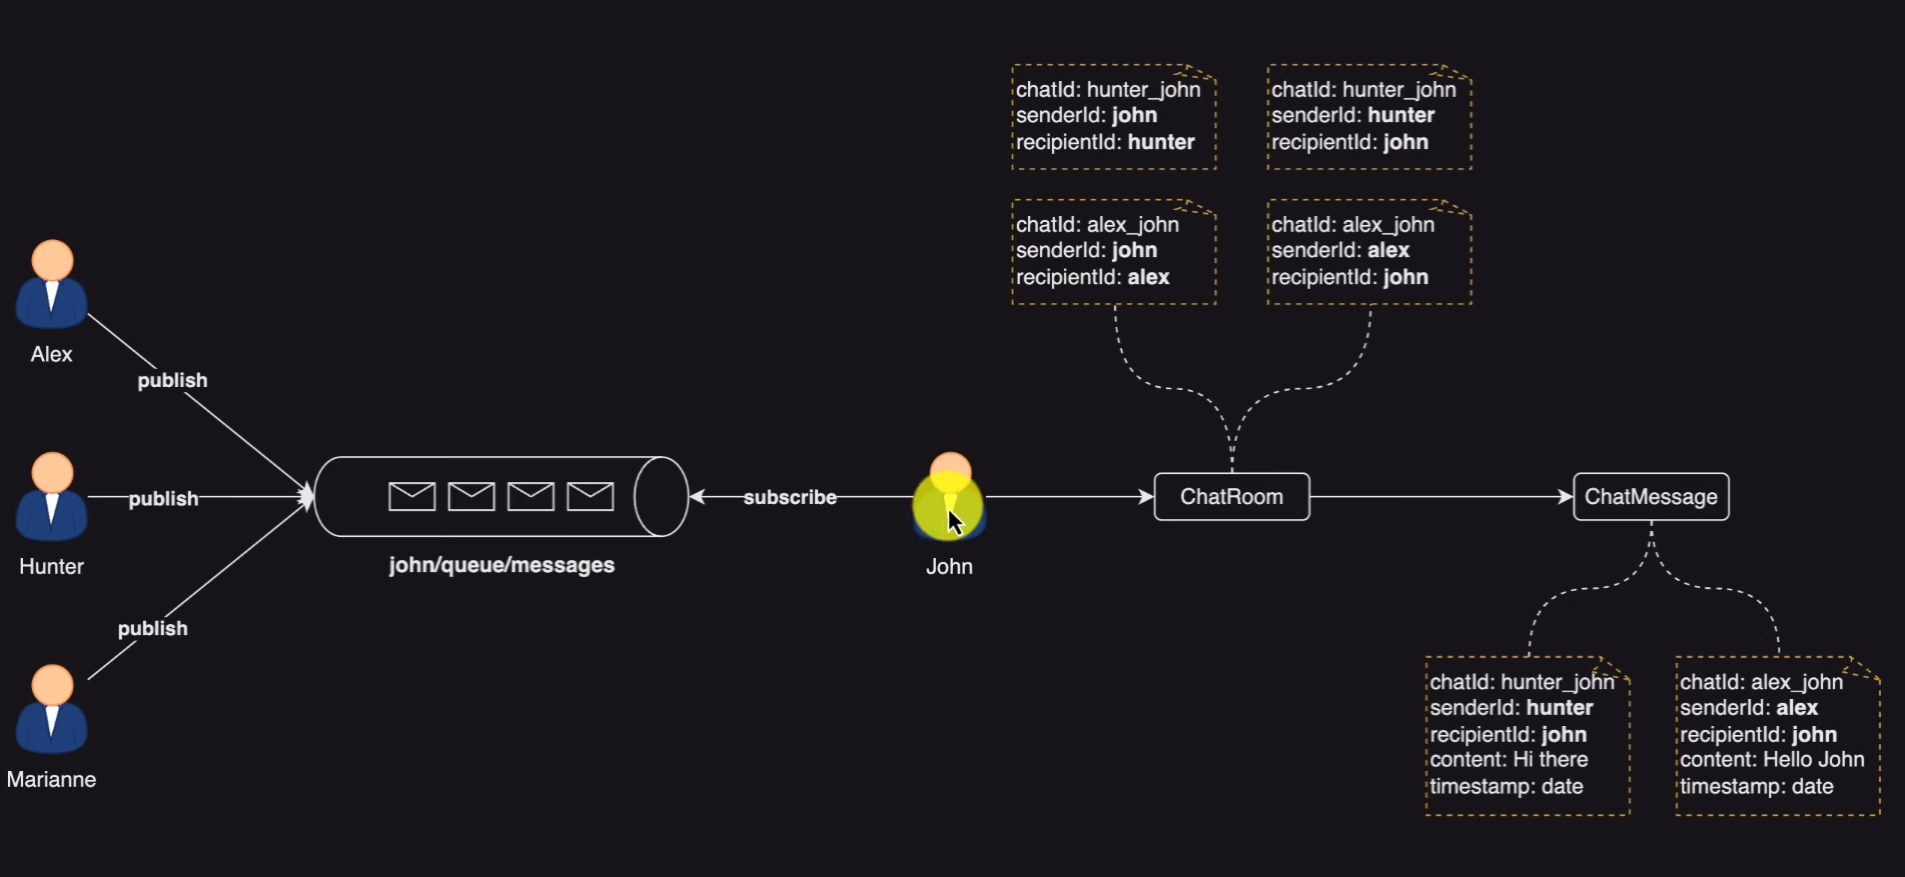 chatId: hunter_john
senderId: john
recipientId: hunter
chatId: hunter_john
senderId: hunter
recipientId: john
chatId: alex_john
senderId: john
recipientId: alex
chatId: alex_john
senderId: alex
recipientId: john
Alex
publish
Hunter
publish
Marianne
publish
john/queue/messages
subscribe
John
ChatRoom
ChatMessage
chatId: hunter_john
senderId: hunter
recipientId: john
content: Hi there
timestamp: date
chatId: alex_john
senderId: alex
recipientId: john
content: Hello John
timestamp: date